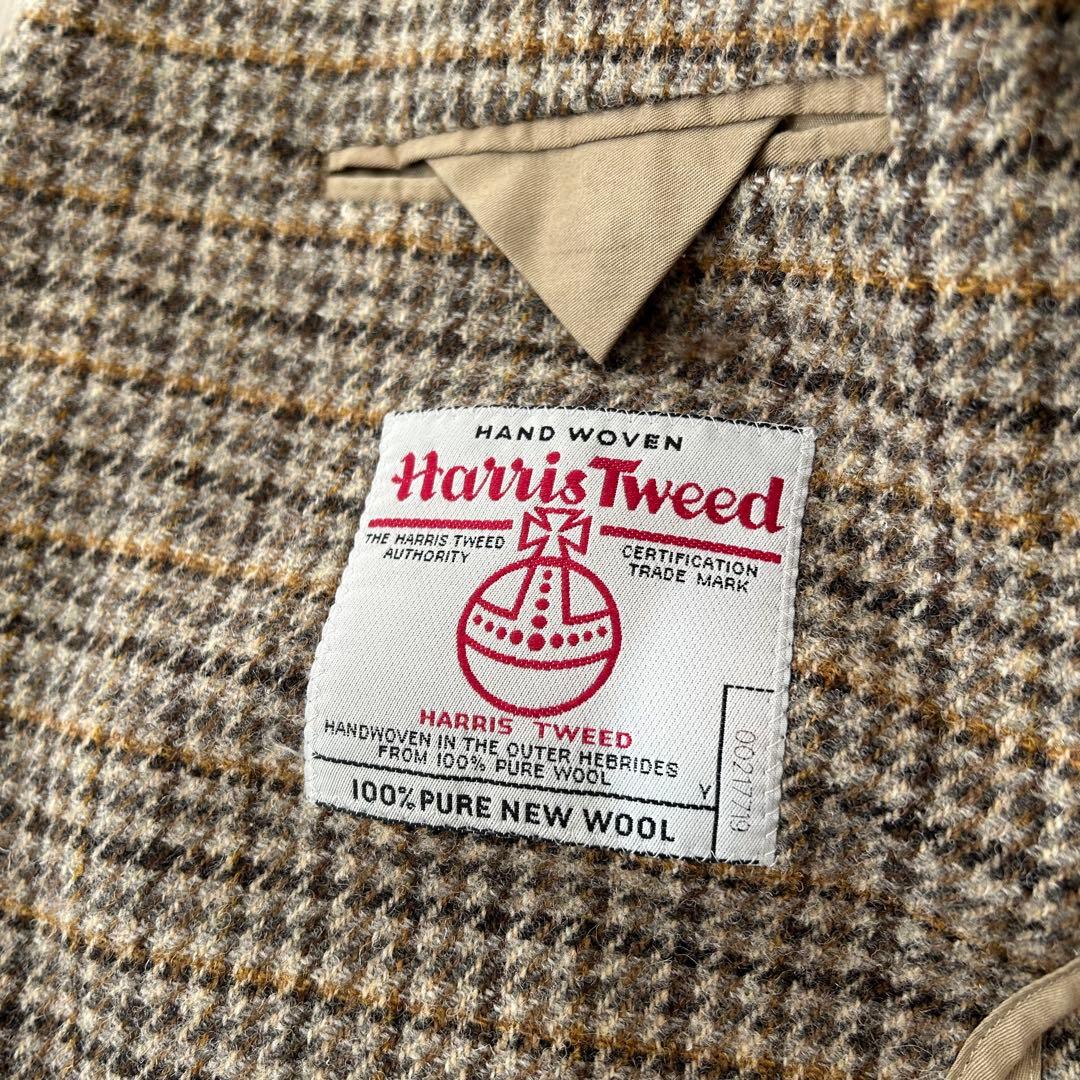 HAND WOVEN
Harris Tweed
THE HARRIS TWEED
AUTHORITY
CERTIFICATION
TRADE MARK
HARRIS TWEED
HANDWOVEN IN THE OUTER HEBRIDES
FROM 100% PURE WOOL
Y
100% PURE NEW WOOL